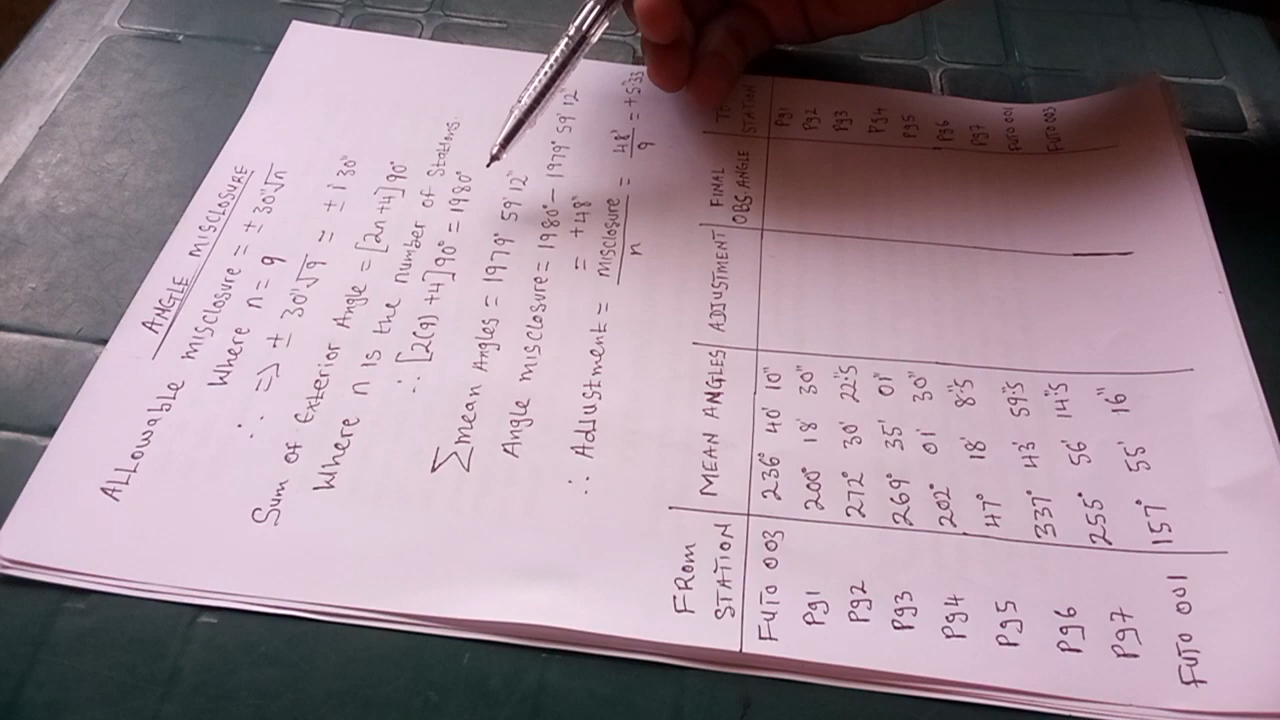 ANGLE MISCLOSURE
Allowable misclosure = ± 30"√n
Where n = 9
∴ => ± 30"√9 = ± 1' 30"
Sum of Exterior Angle = [2n+4]90°
Where n is the number of stations.
∴ [2(9)+4]90° = 1980°
∑mean Angles = 1979° 59' 12"
Angle misclosure = 1980° - 1979° 59' 12"
= +48"
∴ Adjustment = misclosure/n = 48"/9 = +5.33
FROM STATION | MEAN ANGLES | ADJUSTMENT | FINAL OBS. ANGLE | TO STATION
FUTO 003 236° 40' 10" Pg1
Pg1 200° 18' 30" Pg2
Pg2 272° 30' 22".5 Pg3
Pg3 269° 35' 01" Pg4
Pg4 202° 01' 30" Pg5
Pg5 47° 18' 8".5 Pg6
Pg6 337° 43' 59".5 Pg7
Pg7 255° 56' 14".5 FUTO 001
FUTO 001 157° 55' 16" FUTO 003